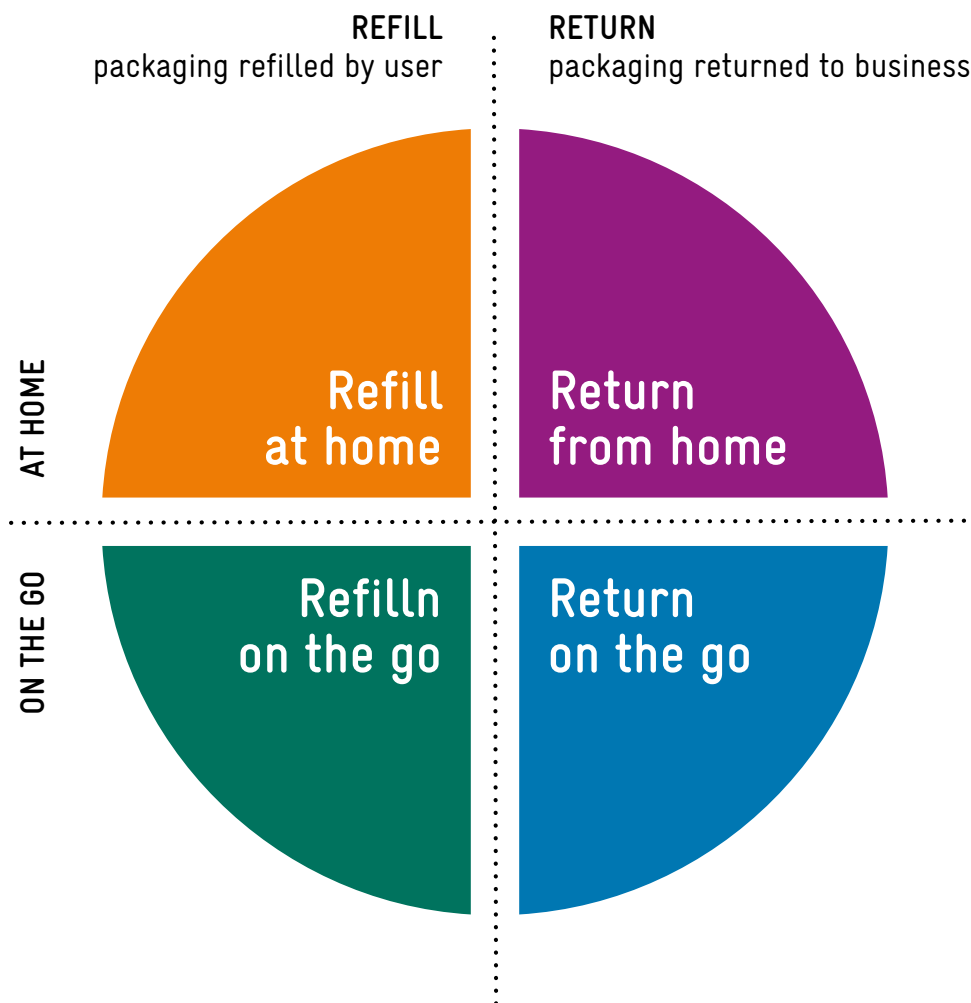 REFILL
packaging refilled by user
RETURN
packaging returned to business
AT HOME
Refill
at home
Return
from home
ON THE GO
Refilln
on the go
Return
on the go